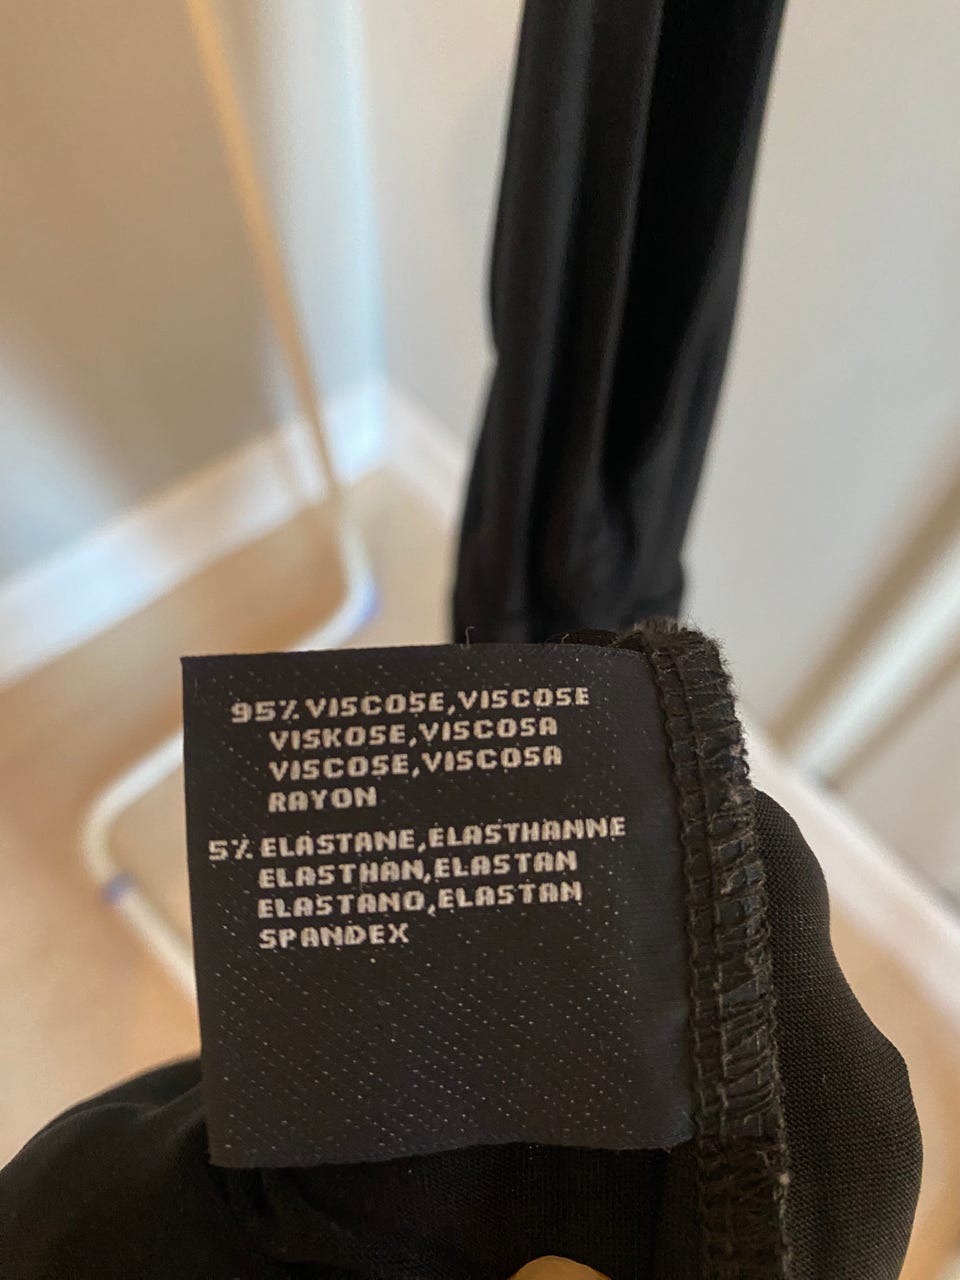 95% VISCOSE,VISCOSE
VISKOSE,VISCOSA
VISCOSE,VISCOSA
RAYON
5% ELASTANE,ELASTHANNE
ELASTHAN,ELASTAN
ELASTANO,ELASTAN
SPANDEX